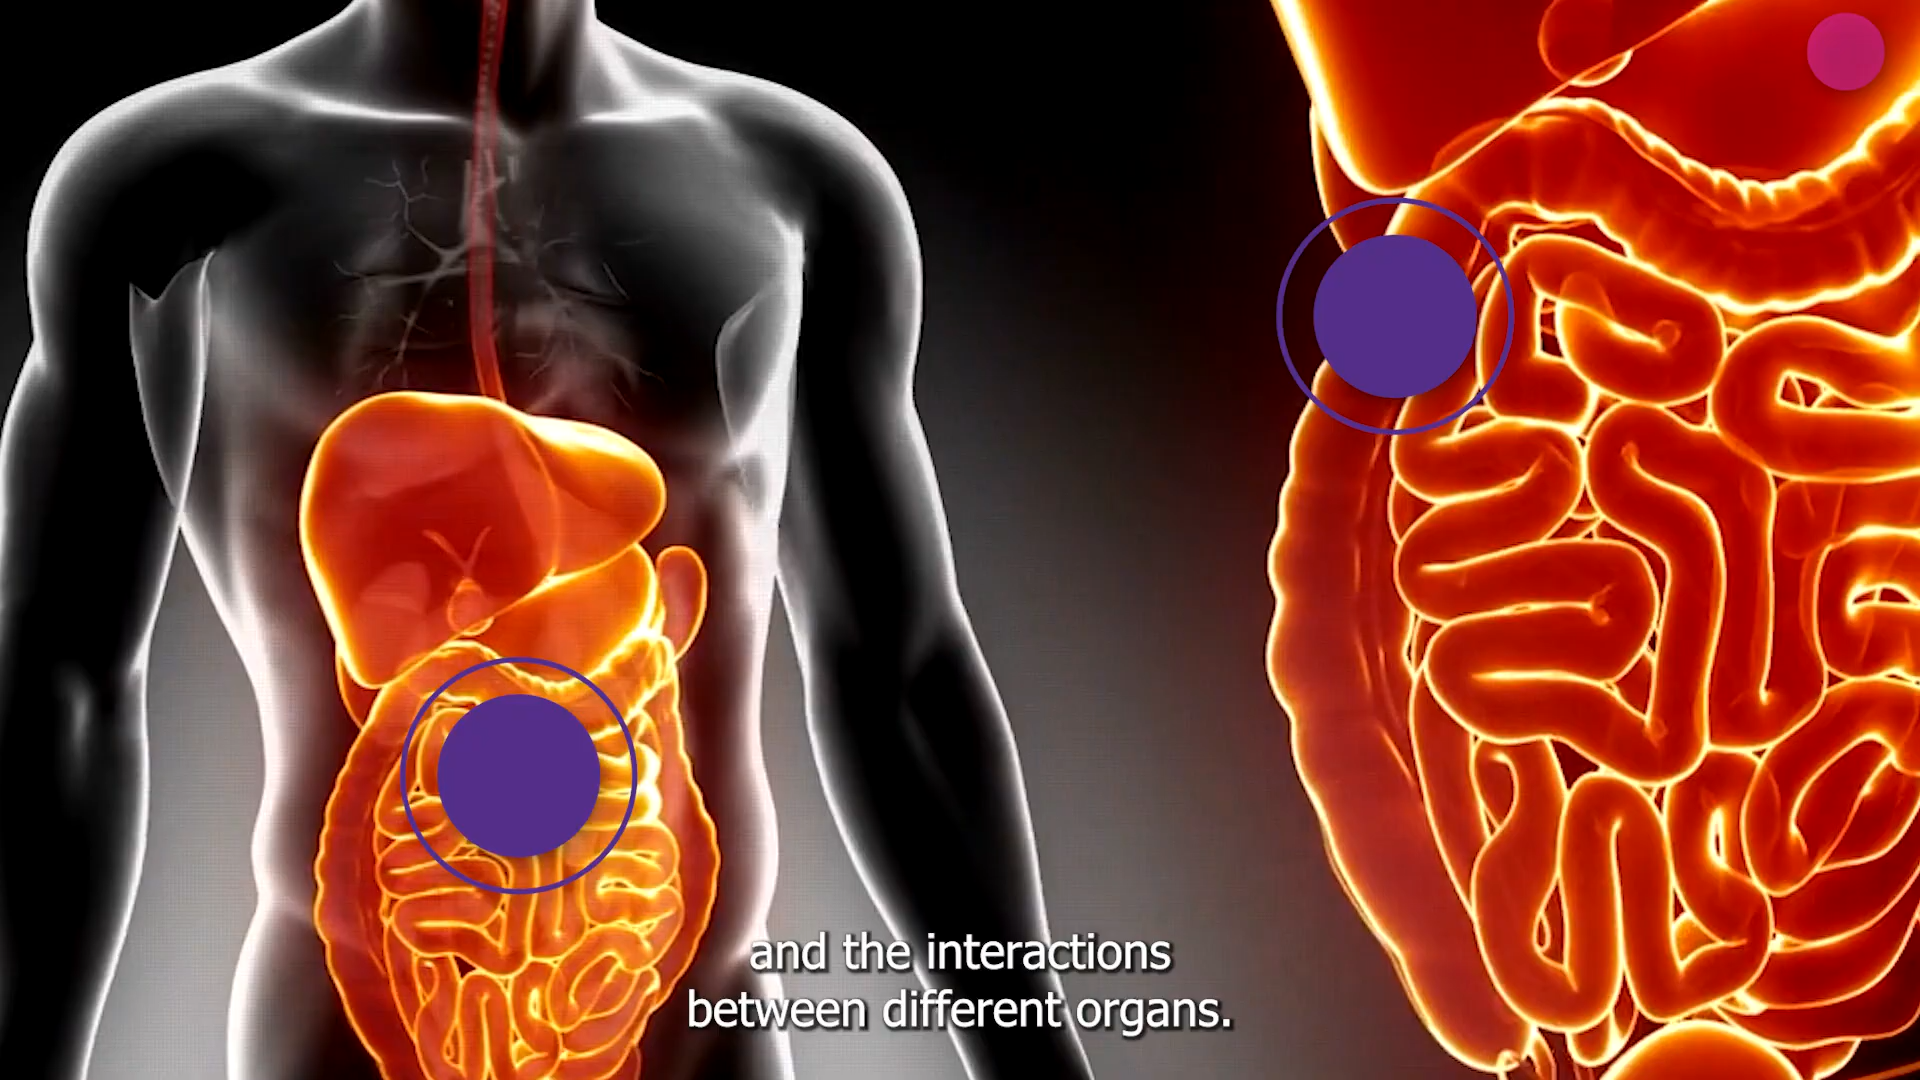 and the interactions
between different organs.